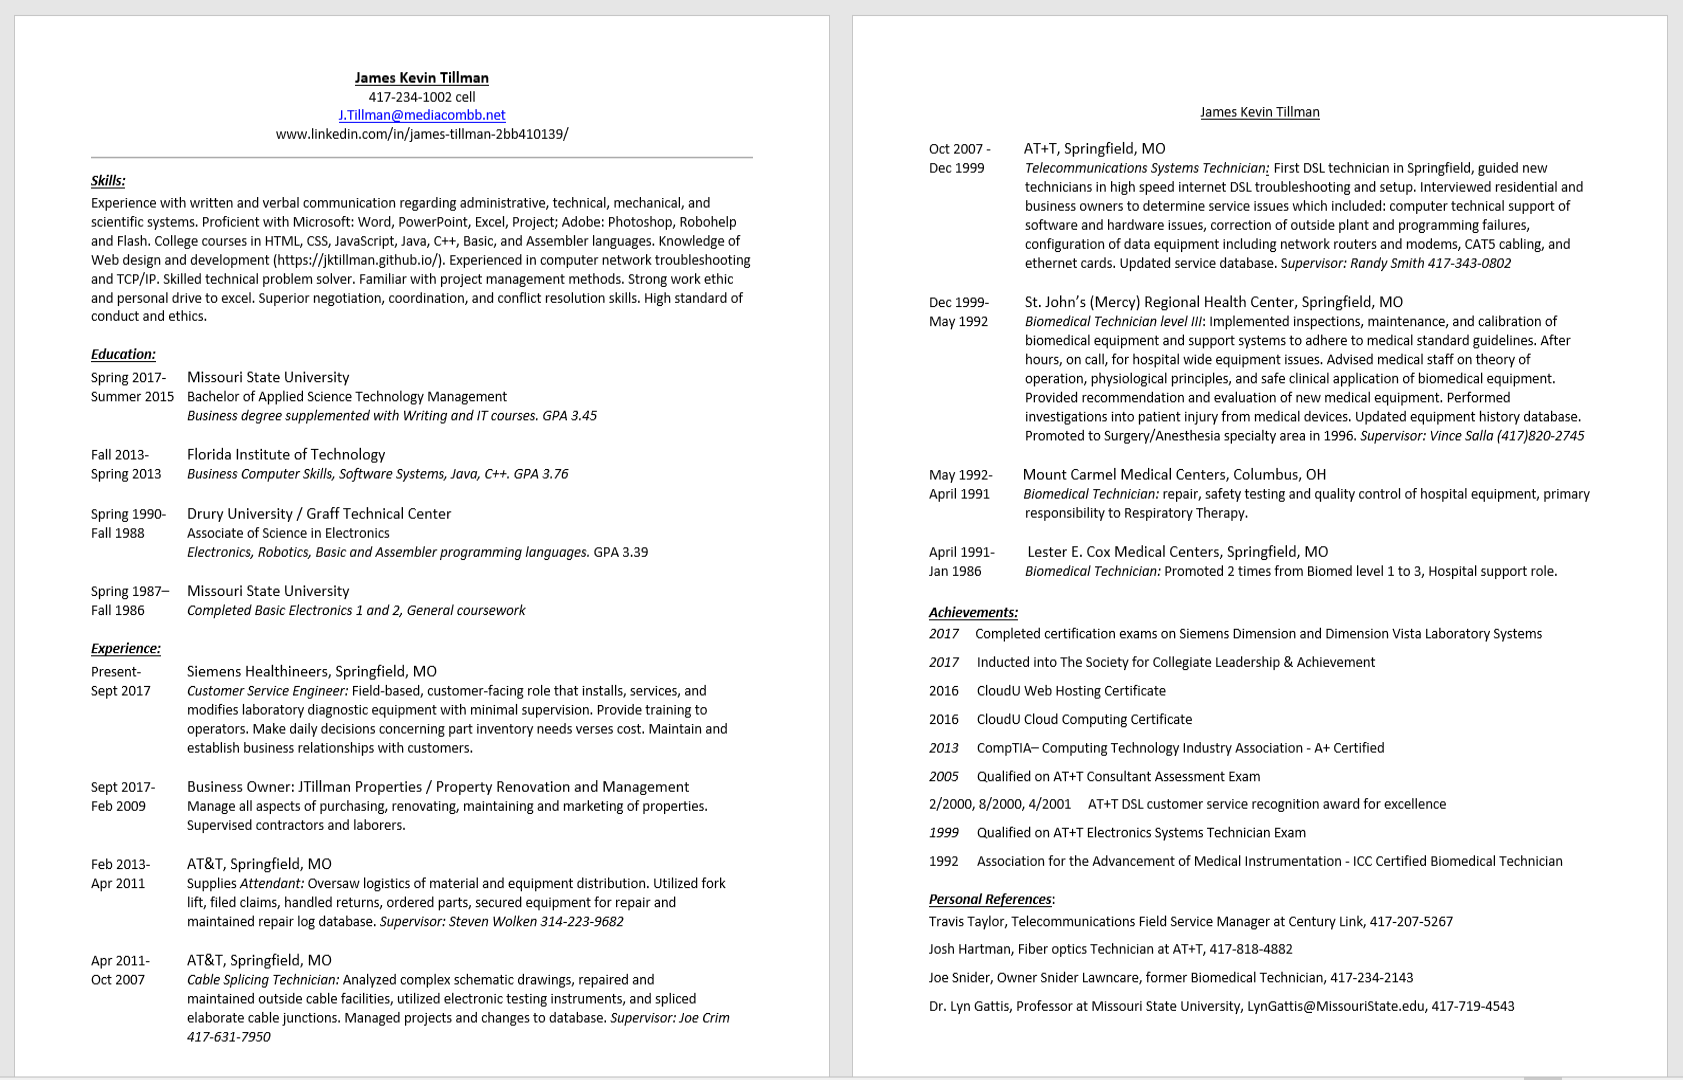 James Kevin Tillman
417-234-1002 cell
J.Tillman@mediacombb.net
www.linkedin.com/in/james-tillman-2bb410139/
Skills:
Experience with written and verbal communication regarding administrative, technical, mechanical, and
scientific systems. Proficient with Microsoft: Word, PowerPoint, Excel, Project; Adobe: Photoshop, Robohelp
and Flash. College courses in HTML, CSS, JavaScript, Java, C++, Basic, and Assembler languages. Knowledge of
Web design and development (https://jktillman.github.io/). Experienced in computer network troubleshooting
and TCP/IP. Skilled technical problem solver. Familiar with project management methods. Strong work ethic
and personal drive to excel. Superior negotiation, coordination, and conflict resolution skills. High standard of
conduct and ethics.
Education:
Spring 2017- Missouri State University
Summer 2015 Bachelor of Applied Science Technology Management
Business degree supplemented with Writing and IT courses. GPA 3.45
Fall 2013- Florida Institute of Technology
Spring 2013 Business Computer Skills, Software Systems, Java, C++. GPA 3.76
Spring 1990- Drury University / Graff Technical Center
Fall 1988 Associate of Science in Electronics
Electronics, Robotics, Basic and Assembler programming languages. GPA 3.39
Spring 1987– Missouri State University
Fall 1986 Completed Basic Electronics 1 and 2, General coursework
Experience:
Present- Siemens Healthineers, Springfield, MO
Sept 2017 Customer Service Engineer: Field-based, customer-facing role that installs, services, and
modifies laboratory diagnostic equipment with minimal supervision. Provide training to
operators. Make daily decisions concerning part inventory needs verses cost. Maintain and
establish business relationships with customers.
Sept 2017- Business Owner: JTillman Properties / Property Renovation and Management
Feb 2009 Manage all aspects of purchasing, renovating, maintaining and marketing of properties.
Supervised contractors and laborers.
Feb 2013- AT&T, Springfield, MO
Apr 2011 Supplies Attendant: Oversaw logistics of material and equipment distribution. Utilized fork
lift, filed claims, handled returns, ordered parts, secured equipment for repair and
maintained repair log database. Supervisor: Steven Wolken 314-223-9682
Apr 2011- AT&T, Springfield, MO
Oct 2007 Cable Splicing Technician: Analyzed complex schematic drawings, repaired and
maintained outside cable facilities, utilized electronic testing instruments, and spliced
elaborate cable junctions. Managed projects and changes to database. Supervisor: Joe Crim
417-631-7950
James Kevin Tillman
Oct 2007 - AT+T, Springfield, MO
Dec 1999 Telecommunications Systems Technician: First DSL technician in Springfield, guided new
technicians in high speed internet DSL troubleshooting and setup. Interviewed residential and
business owners to determine service issues which included: computer technical support of
software and hardware issues, correction of outside plant and programming failures,
configuration of data equipment including network routers and modems, CAT5 cabling, and
ethernet cards. Updated service database. Supervisor: Randy Smith 417-343-0802
Dec 1999- St. John’s (Mercy) Regional Health Center, Springfield, MO
May 1992 Biomedical Technician level III: Implemented inspections, maintenance, and calibration of
biomedical equipment and support systems to adhere to medical standard guidelines. After
hours, on call, for hospital wide equipment issues. Advised medical staff on theory of
operation, physiological principles, and safe clinical application of biomedical equipment.
Provided recommendation and evaluation of new medical equipment. Performed
investigations into patient injury from medical devices. Updated equipment history database.
Promoted to Surgery/Anesthesia specialty area in 1996. Supervisor: Vince Salla (417)820-2745
May 1992- Mount Carmel Medical Centers, Columbus, OH
April 1991 Biomedical Technician: repair, safety testing and quality control of hospital equipment, primary
responsibility to Respiratory Therapy.
April 1991- Lester E. Cox Medical Centers, Springfield, MO
Jan 1986 Biomedical Technician: Promoted 2 times from Biomed level 1 to 3, Hospital support role.
Achievements:
2017 Completed certification exams on Siemens Dimension and Dimension Vista Laboratory Systems
2017 Inducted into The Society for Collegiate Leadership & Achievement
2016 CloudU Web Hosting Certificate
2016 CloudU Cloud Computing Certificate
2013 CompTIA– Computing Technology Industry Association - A+ Certified
2005 Qualified on AT+T Consultant Assessment Exam
2/2000, 8/2000, 4/2001 AT+T DSL customer service recognition award for excellence
1999 Qualified on AT+T Electronics Systems Technician Exam
1992 Association for the Advancement of Medical Instrumentation - ICC Certified Biomedical Technician
Personal References:
Travis Taylor, Telecommunications Field Service Manager at Century Link, 417-207-5267
Josh Hartman, Fiber optics Technician at AT+T, 417-818-4882
Joe Snider, Owner Snider Lawncare, former Biomedical Technician, 417-234-2143
Dr. Lyn Gattis, Professor at Missouri State University, LynGattis@MissouriState.edu, 417-719-4543